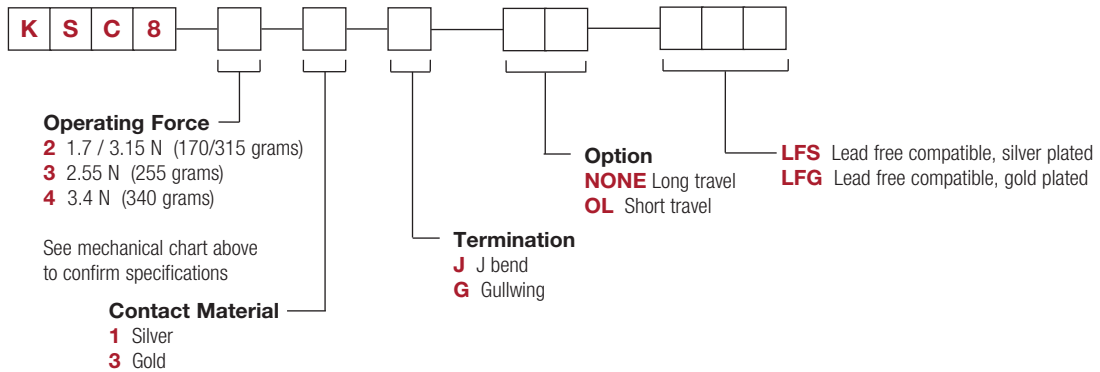 K S C 8
Operating Force
2 1.7 / 3.15 N (170/315 grams)
3 2.55 N (255 grams)
4 3.4 N (340 grams)
See mechanical chart above
to confirm specifications
Contact Material
1 Silver
3 Gold
Termination
J J bend
G Gullwing
Option
NONE Long travel
OL Short travel
LFS Lead free compatible, silver plated
LFG Lead free compatible, gold plated